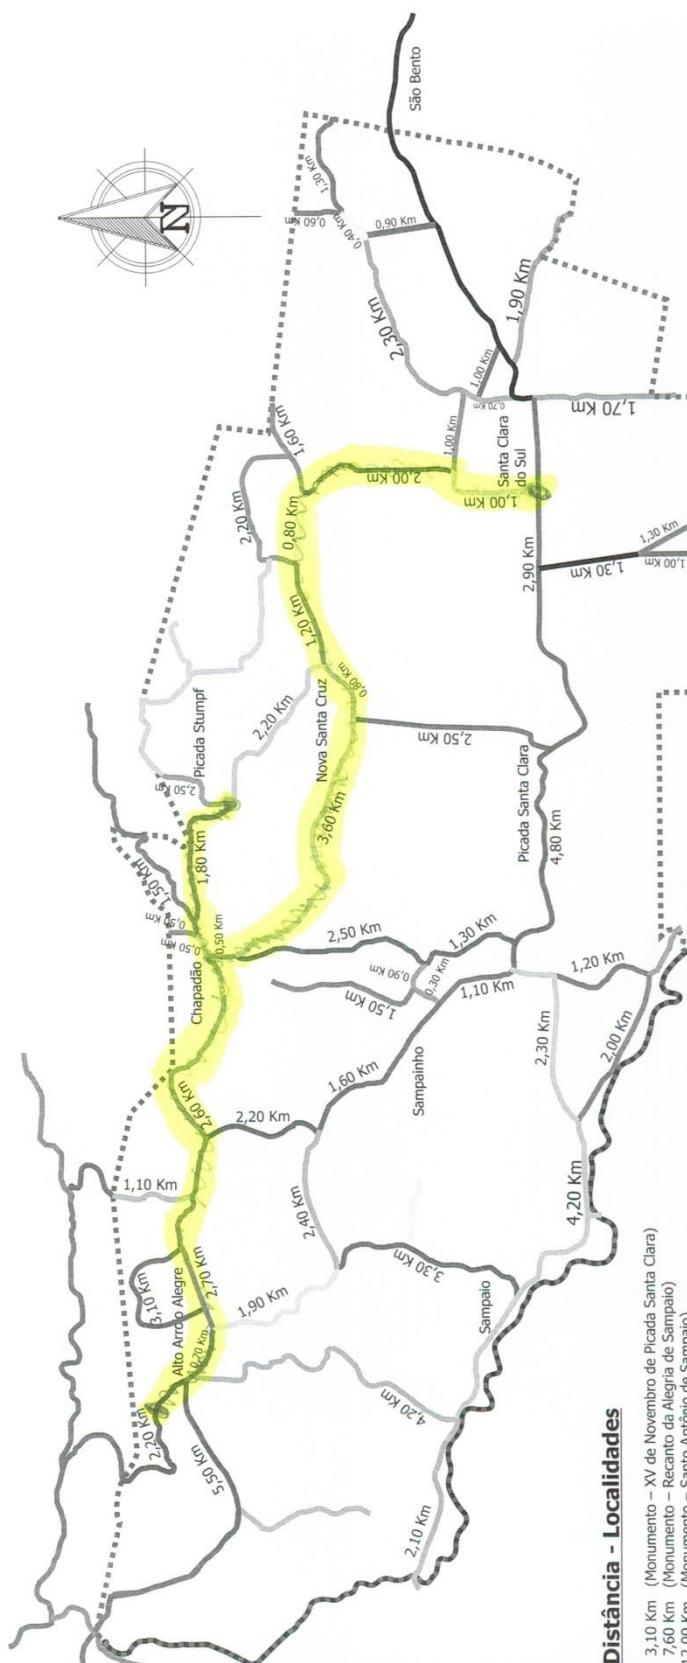 São Bento
1,30 Km
0,60 Km
0,40 Km
0,90 Km
2,30 Km
1,90 Km
1,00 Km
0,70 Km
1,70 Km
N
1,60 Km
2,20 Km
0,80 Km
2,00 Km
1,00 Km
1,00 Km
Santa Clara
do Sul
2,90 Km
1,30 Km
1,30 Km
1,00 Km
1,20 Km
0,80 Km
Nova Santa Cruz
Picada Stumpf
2,20 Km
2,50 Km
3,60 Km
2,50 Km
Picada Santa Clara
4,80 Km
1,80 Km
1,50 Km
0,50 Km
0,50 Km
0,50 Km
Chapadão
2,50 Km
1,30 Km
0,90 Km
0,30 Km
1,50 Km
1,10 Km
1,20 Km
2,30 Km
2,00 Km
2,60 Km
2,20 Km
1,60 Km
Sampainho
1,10 Km
2,40 Km
4,20 Km
3,10 Km
2,70 Km
Alto Arroio Alegre
0,20 Km
1,90 Km
3,30 Km
Sampaio
2,20 Km
5,50 Km
4,20 Km
2,10 Km
Distância - Localidades
3,10 Km (Monumento – XV de Novembro de Picada Santa Clara)
7,60 Km (Monumento – Recanto da Alegria de Sampaio)
(Monumento – Santo Antônio de Sampaio)